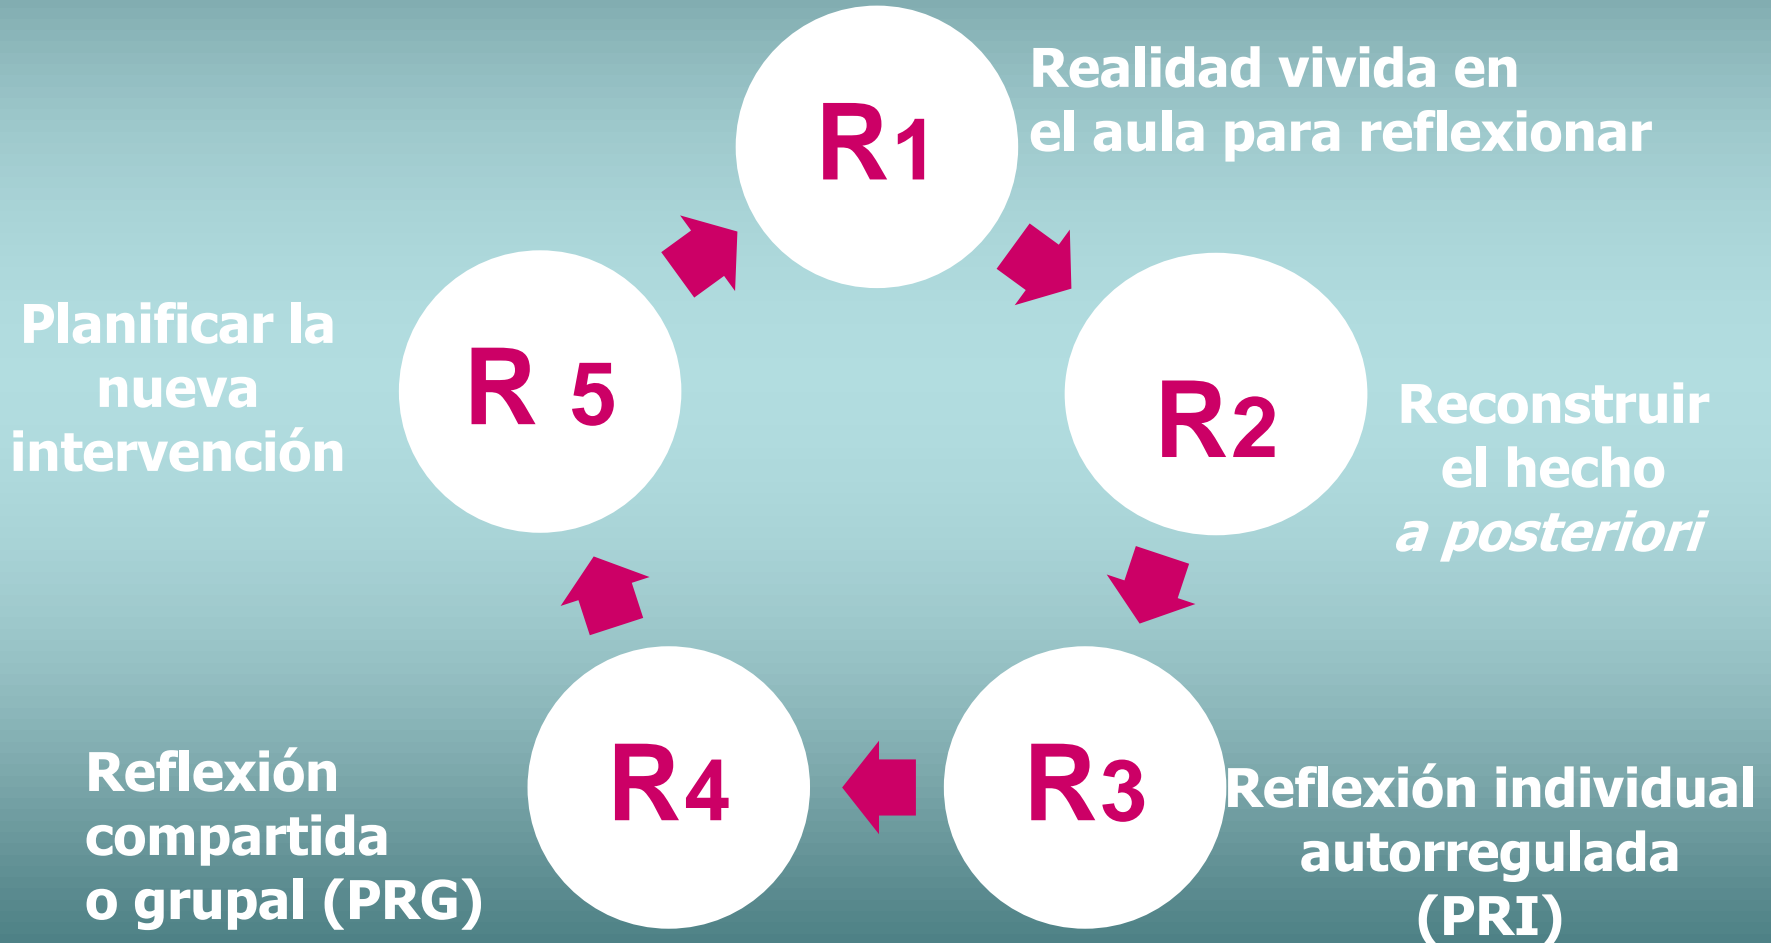 R1
Realidad vivida en
el aula para reflexionar
R2
Reconstruir
el hecho
a posteriori
R3
Reflexión individual
autorregulada
(PRI)
R4
Reflexión
compartida
o grupal (PRG)
R 5
Planificar la
nueva
intervención